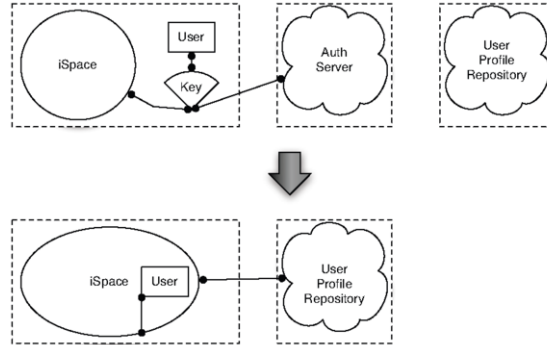 User
iSpace
Key
Auth
Server
User
Profile
Repository
iSpace
User
User
Profile
Repository